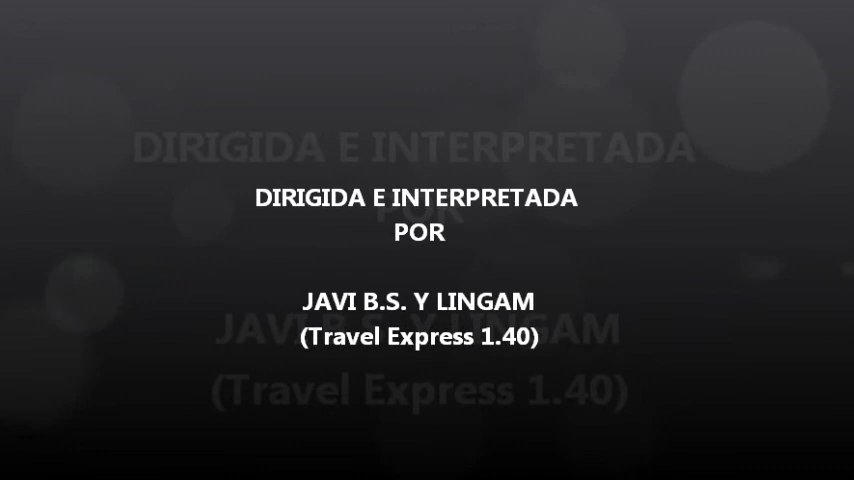 DIRIGIDA E INTERPRETADA
POR
JAVI B.S. Y LINGAM
(Travel Express 1.40)